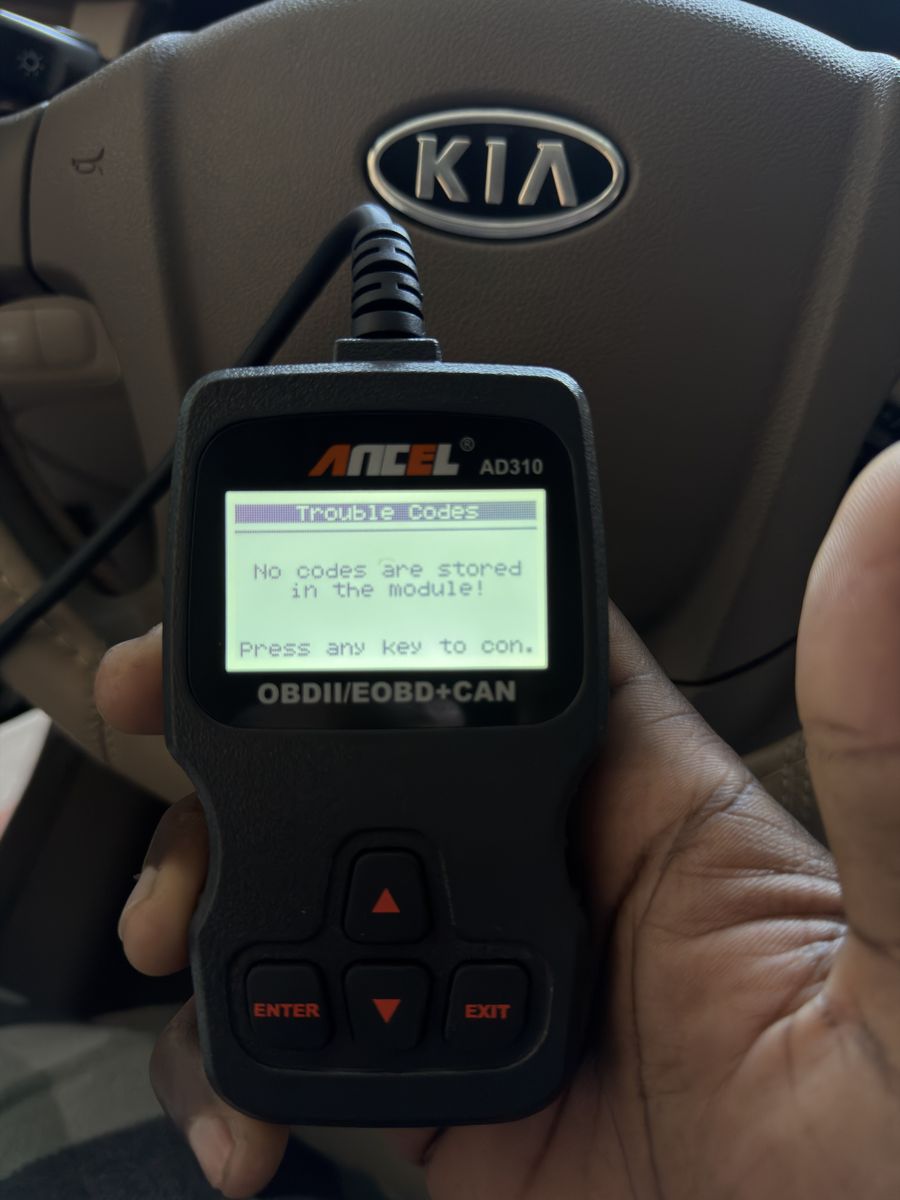 KIA
ANCEL®
AD310
Trouble Codes
No codes are stored
in the module!
Press any key to con.
OBDII/EOBD+CAN
ENTER
EXIT